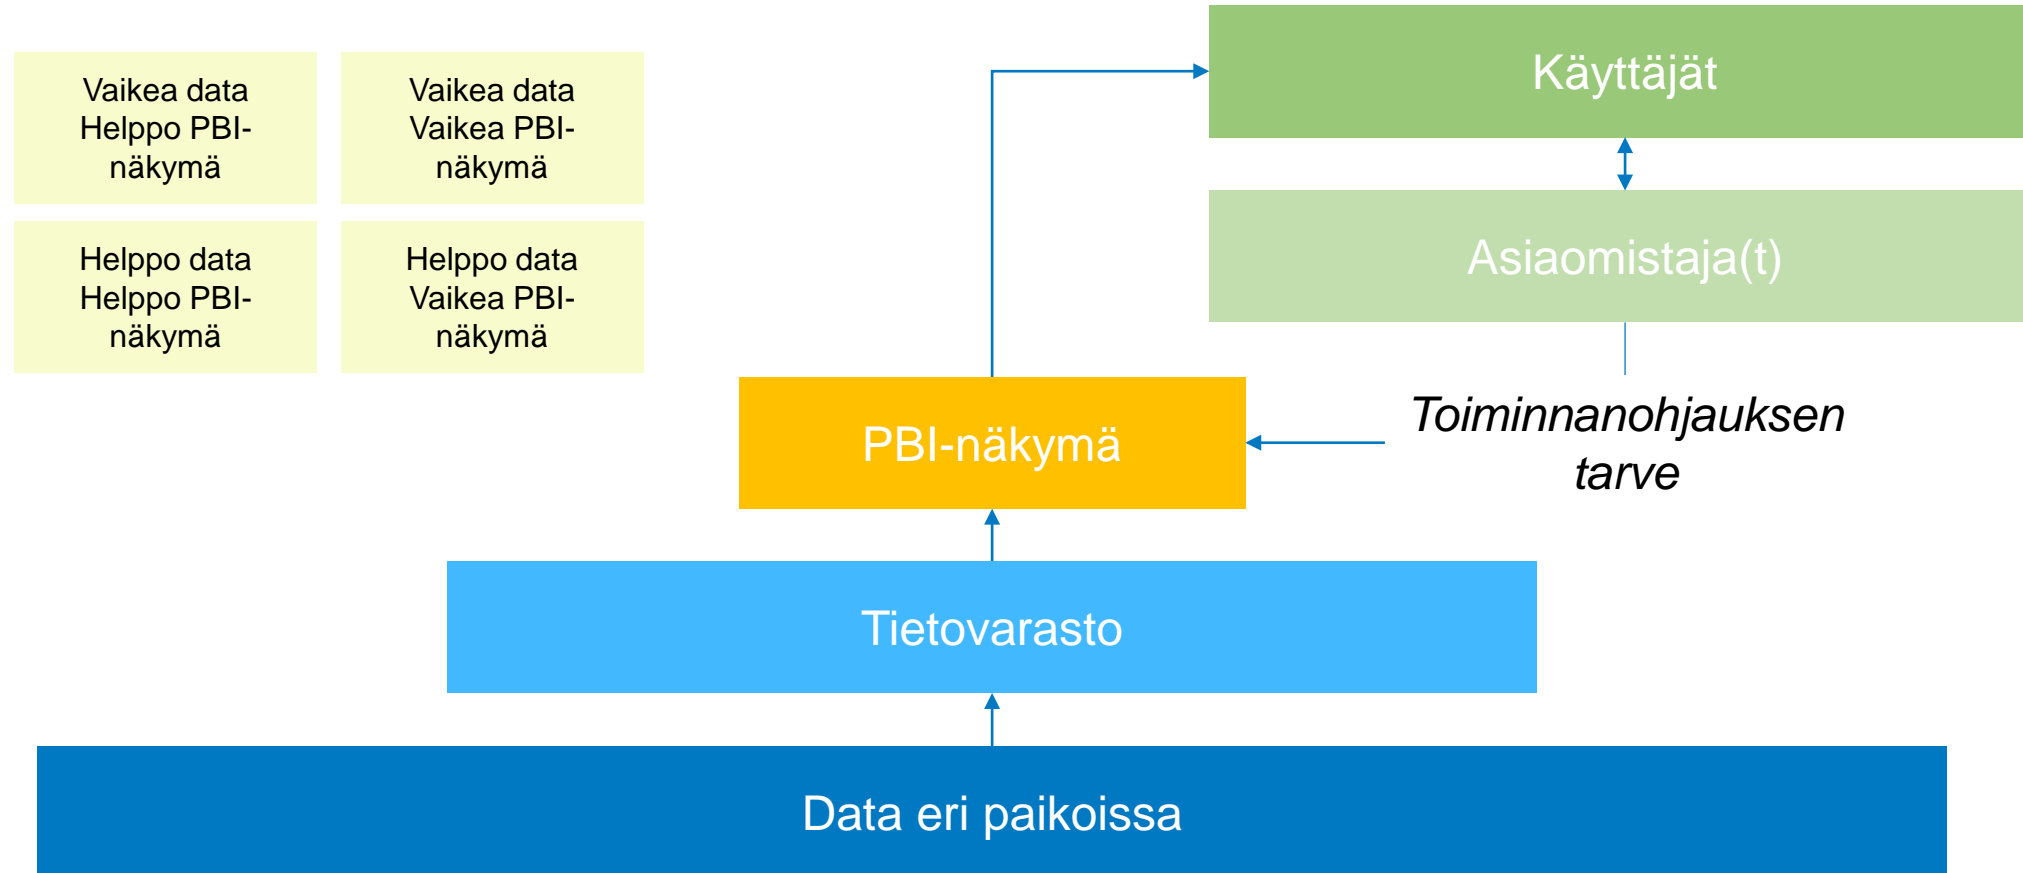 Vaikea data
Helppo PBI-
näkymä
Vaikea data
Vaikea PBI-
näkymä
Helppo data
Helppo PBI-
näkymä
Helppo data
Vaikea PBI-
näkymä
Käyttäjät
Asiaomistaja(t)
Toiminnanohjauksen
tarve
PBI-näkymä
Tietovarasto
Data eri paikoissa